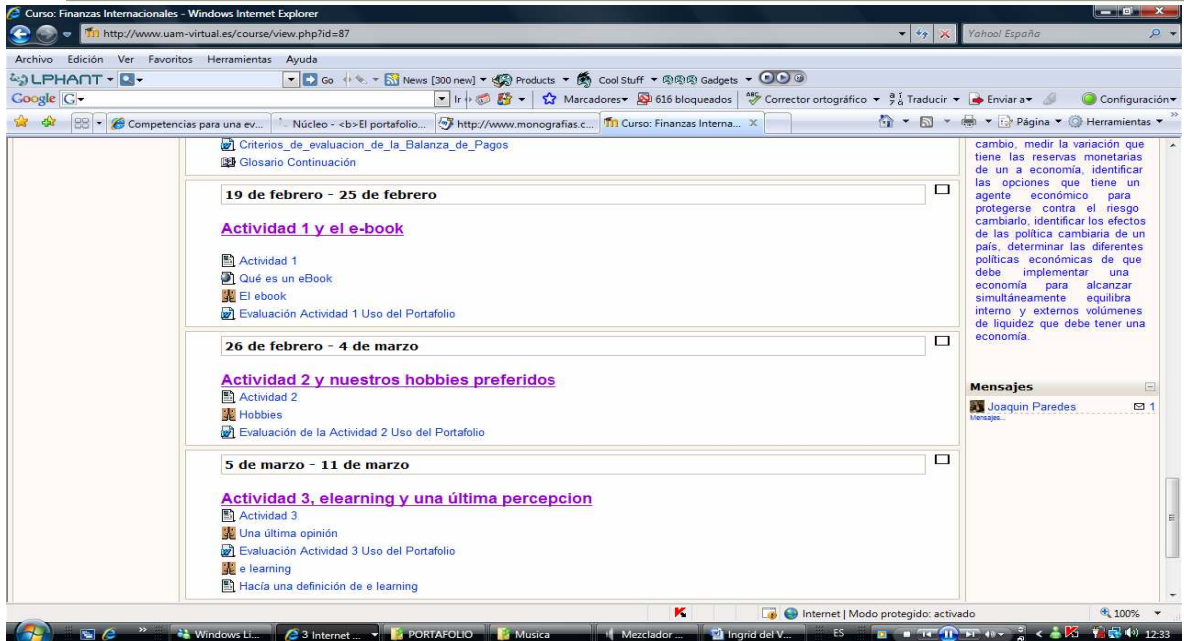 Curso: Finanzas Internacionales - Windows Internet Explorer
http://www.uam-virtual.es/course/view.php?id=87
Yahoo! España
Archivo Edición Ver Favoritos Herramientas Ayuda
LPHANT Go News [300 new] Products Cool Stuff Gadgets
Google G Ir Marcadores 616 bloqueados Corrector ortográfico Traducir Enviar a Configuración
Competencias para una ev... Núcleo - <b>El portafolio... http://www.monografias.c... Curso: Finanzas Interna... Página Herramientas
Criterios_de_evaluacion_de_la_Balanza_de_Pagos
Glosario Continuación
19 de febrero - 25 de febrero
Actividad 1 y el e-book
Actividad 1
Qué es un eBook
El ebook
Evaluación Actividad 1 Uso del Portafolio
26 de febrero - 4 de marzo
Actividad 2 y nuestros hobbies preferidos
Actividad 2
Hobbies
Evaluación de la Actividad 2 Uso del Portafolio
5 de marzo - 11 de marzo
Actividad 3, elearning y una última percepcion
Actividad 3
Una última opinión
Evaluación Actividad 3 Uso del Portafolio
e learning
Hacía una definición de e learning
cambio, medir la variación que
tiene las reservas monetarias
de un a economía, identificar
las opciones que tiene un
agente económico para
protegerse contra el riesgo
cambiarlo, identificar los efectos
de las política cambiaria de un
país, determinar las diferentes
políticas económicas de que
debe implementar una
economía para alcanzar
simultáneamente equilibra
interno y externos volúmenes
de liquidez que debe tener una
economía.
Mensajes
Joaquin Paredes 1
Mensajes...
Internet | Modo protegido: activado 100%
Windows Li... 3 Internet ... PORTAFOLIO Musica Mezclador ... Ingrid del V... ES 12:33